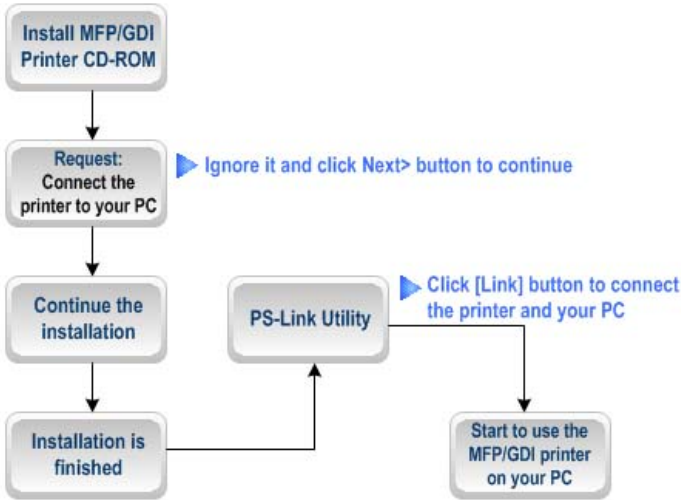 Install MFP/GDI
Printer CD-ROM
Request:
Connect the
printer to your PC
Ignore it and click Next> button to continue
Continue the
installation
Installation is
finished
PS-Link Utility
Click [Link] button to connect
the printer and your PC
Start to use the
MFP/GDI printer
on your PC